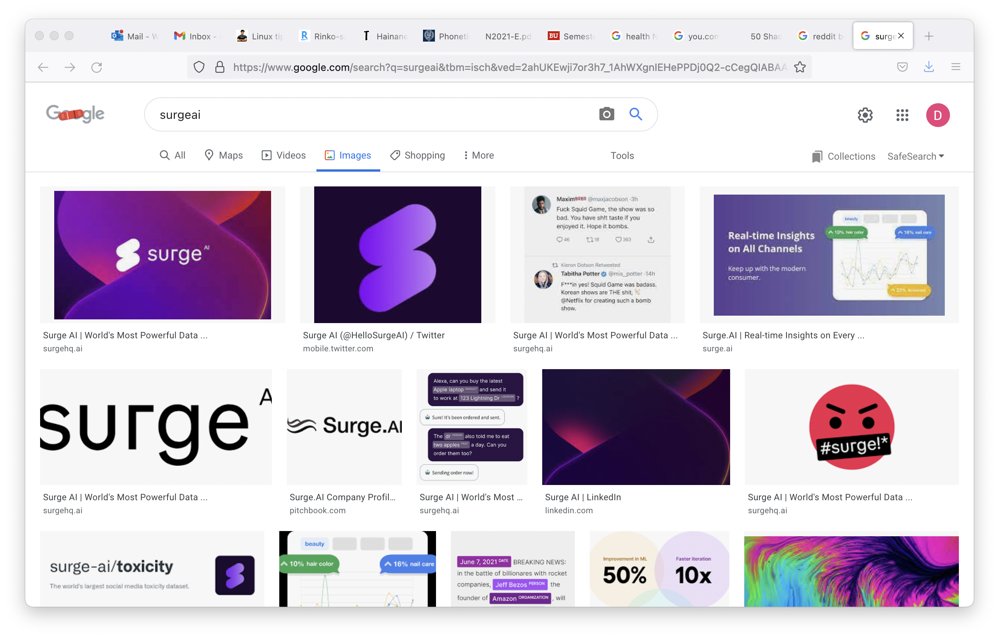 Mail - W
Inbox -
Linux tip
Rinko-s
Hainane
Phoneti
N2021-E.pd
BU
Semest
health N
you.com
50 Shad
reddit b
surge
https://www.google.com/search?q=surgeai&tbm=isch&ved=2ahUKEwji7or3h7_1AhWXgnIEHePPDj0Q2-cCegQIABAA
Google
surgeai
D
All
Maps
Videos
Images
Shopping
More
Tools
Collections
SafeSearch
surge AI
Maxim @maxjacobson ·3h
Fuck Squid Game, the show was so
bad. You have sh!t taste if you
enjoyed it. Hope it bombs.
46 18 363
Kieron Dotson Retweeted
Tabitha Potter @mis_potter ·14h
F***in yes! Squid Game was badass.
Korean shows are THE shit, 👏🏻
@Netflix for creating such a bomb
show.
Real-time Insights
on All Channels
Keep up with the modern
consumer.
beauty
10% hair color
16% nail care
23%
Surge AI | World's Most Powerful Data ...
surgehq.ai
Surge AI (@HelloSurgeAI) / Twitter
mobile.twitter.com
Surge AI | World's Most Powerful Data ...
surgehq.ai
Surge.AI | Real-time Insights on Every ...
surge.ai
surge A
Surge.AI
Alexa, can you buy the latest
Apple laptop PRODUCT and send it
to work at 123 Lightning Dr LOCATION ?
Sure! It's been ordered and sent.
The dr PERSON also told me to eat
two apples FRUIT a day. Can you
order them too?
Sending order now!
#surge!*
Surge AI | World's Most Powerful Data ...
surgehq.ai
Surge.AI Company Profil...
pitchbook.com
Surge AI | World's Most ...
surgehq.ai
Surge AI | LinkedIn
linkedin.com
Surge AI | World's Most Powerful Data ...
surgehq.ai
surge-ai/toxicity
The world's largest social media toxicity dataset.
beauty
10% hair color
16% nail care
June 7, 2021 DATE BREAKING NEWS:
in the battle of billionares with rocket
companies, Jeff Bezos PERSON the
founder of Amazon ORGANIZATION , will
Improvement in ML
50%
Faster iteration
10x